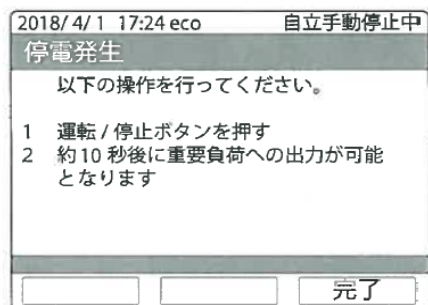 2018/ 4/ 1  17:24 eco 自立手動停止中
停電発生
以下の操作を行ってください。
1 運転 / 停止ボタンを押す
2 約10 秒後に重要負荷への出力が可能
となります
完了